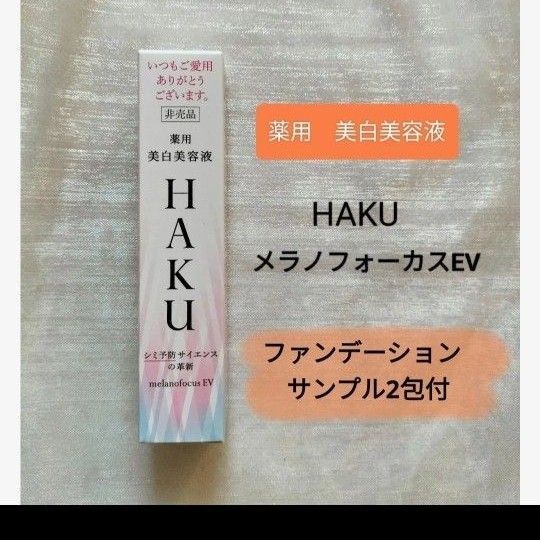 いつもご愛用
ありがとう
ございます。
非売品
薬用
美白美容液
HAKU
シミ予防サイエンス
の革新
melanofocus EV
薬用 美白美容液
HAKU
メラノフォーカスEV
ファンデーション
サンプル2包付